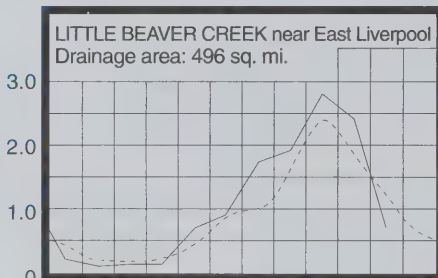 LITTLE BEAVER CREEK near East Liverpool
Drainage area: 496 sq. mi.
3.0
2.0
1.0
0